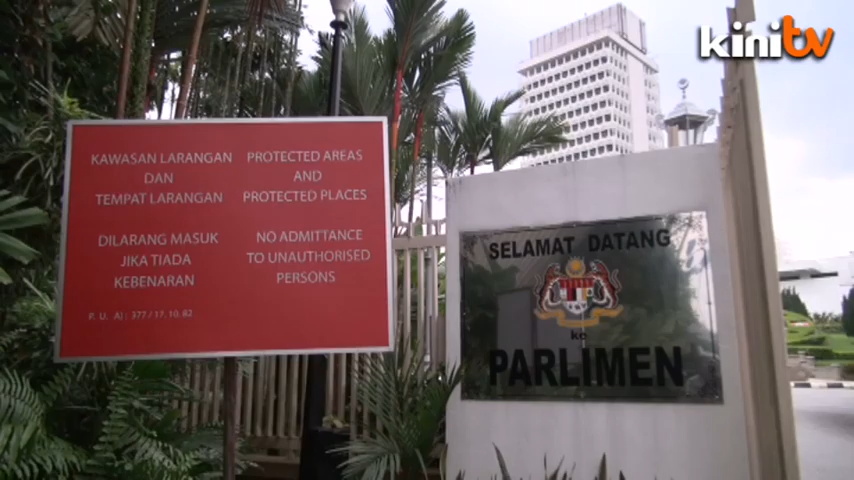 kinitv
KAWASAN LARANGAN
DAN
TEMPAT LARANGAN
DILARANG MASUK
JIKA TIADA
KEBENARAN
P. U. A) : 377 / 17. 10. 82
PROTECTED AREAS
AND
PROTECTED PLACES
NO ADMITTANCE
TO UNAUTHORISED
PERSONS
SELAMAT DATANG
ke
PARLIMEN